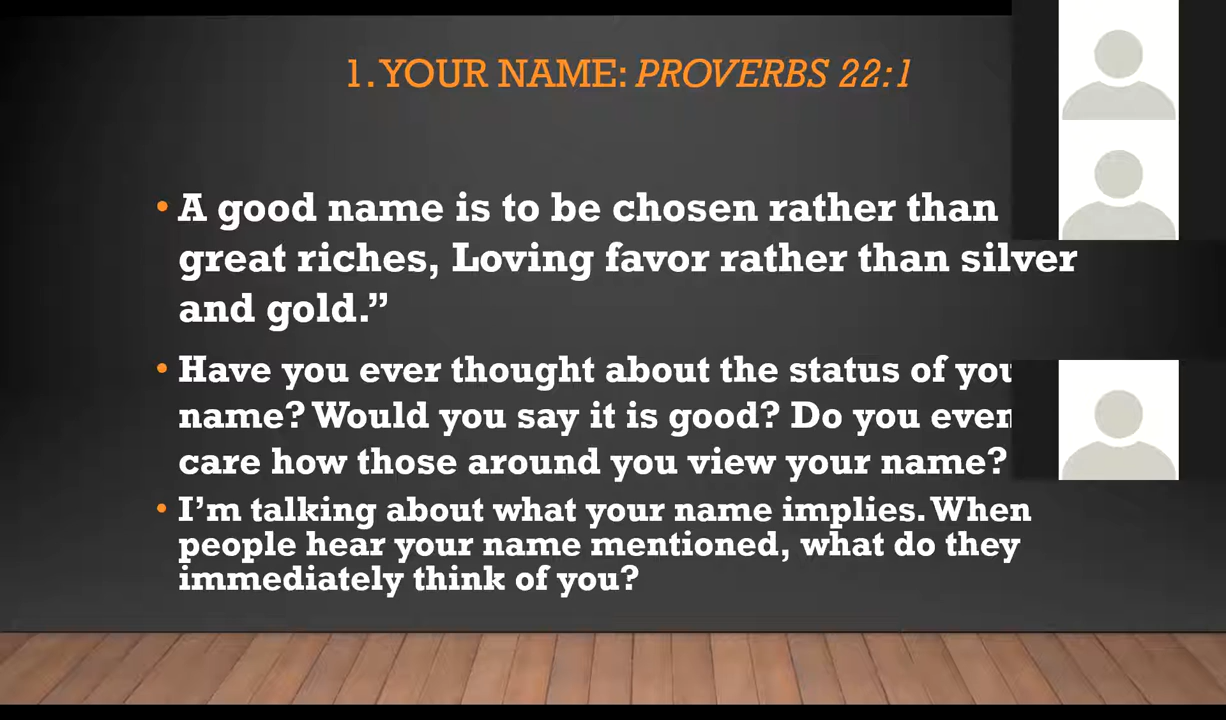 1. YOUR NAME: PROVERBS 22:1
• A good name is to be chosen rather than
great riches, Loving favor rather than silver
and gold.”
• Have you ever thought about the status of you
name? Would you say it is good? Do you even
care how those around you view your name?
• I’m talking about what your name implies. When
people hear your name mentioned, what do they
immediately think of you?